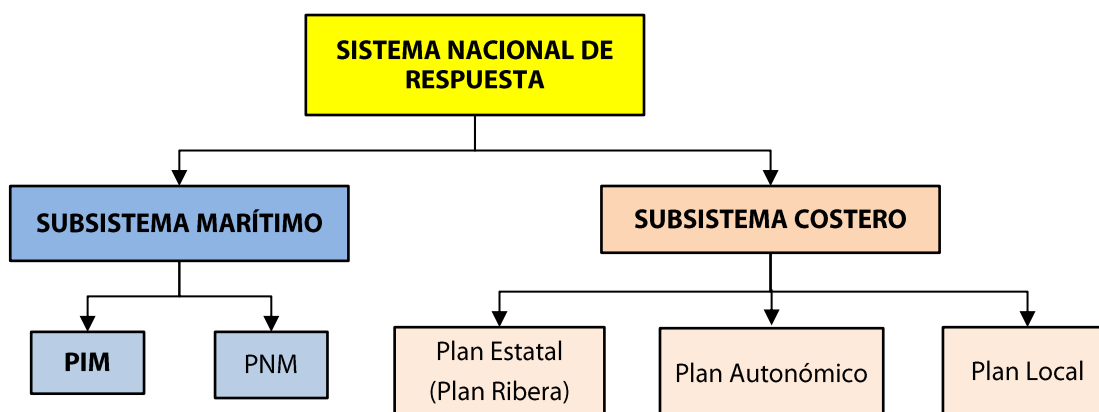 SISTEMA NACIONAL DE
RESPUESTA
SUBSISTEMA MARÍTIMO
SUBSISTEMA COSTERO
PIM
PNM
Plan Estatal
(Plan Ribera)
Plan Autonómico
Plan Local